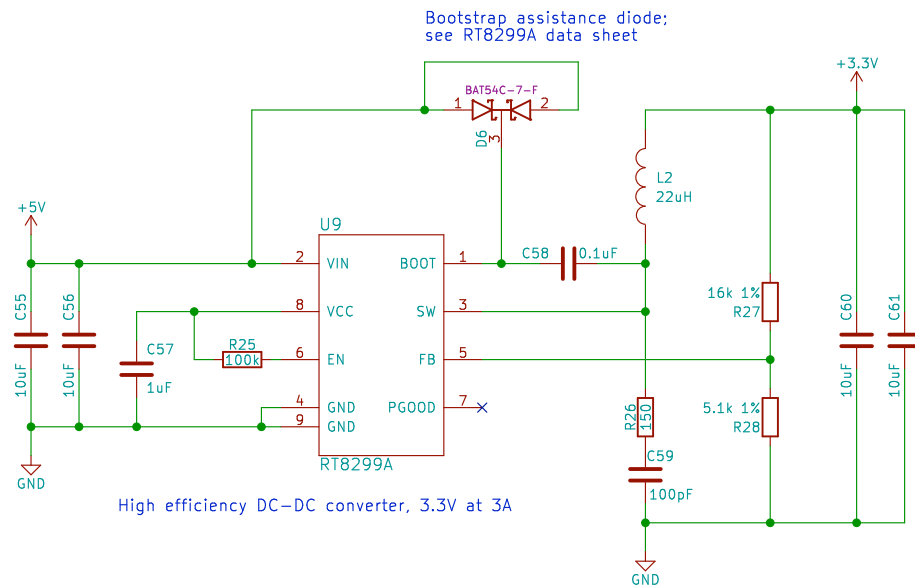 Bootstrap assistance diode;
see RT8299A data sheet
+3.3V
BAT54C-7-F
1
2
D6
3
L2
22uH
+5V
U9
2 VIN
BOOT 1
C58
0.1uF
C55
10uF
C56
10uF
8 VCC
SW 3
16k 1%
R27
C60
10uF
C61
10uF
R25
100k
6 EN
FB 5
C57
1uF
4 GND
PGOOD 7
9 GND
R26
150
5.1k 1%
R28
RT8299A
C59
100pF
GND
High efficiency DC-DC converter, 3.3V at 3A
GND